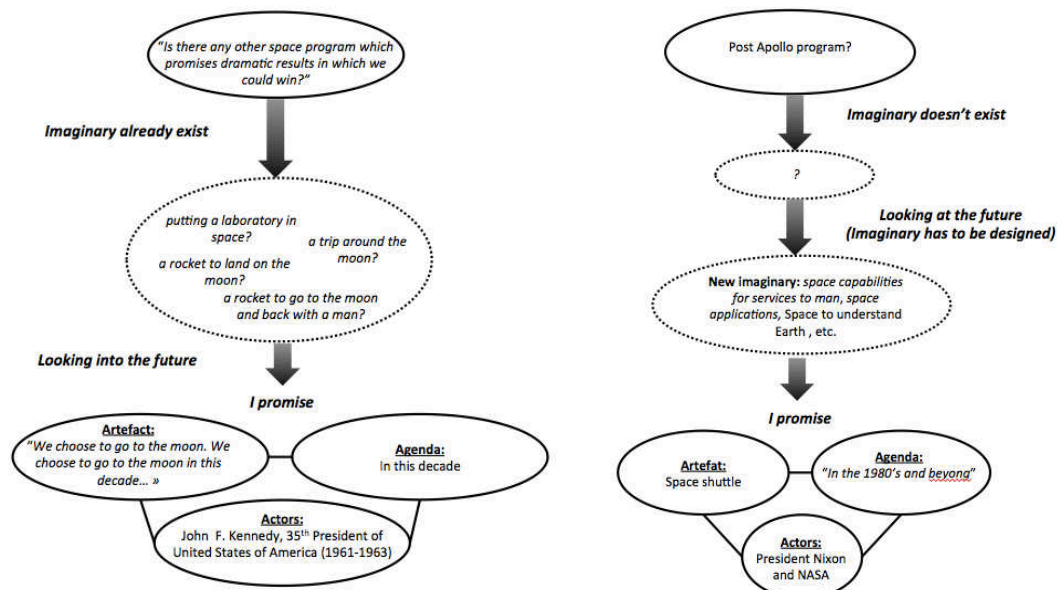 "Is there any other space program which
promises dramatic results in which we
could win?"
Imaginary already exist
putting a laboratory in
space?
a trip around the
moon?
a rocket to land on the
moon?
a rocket to go to the moon
and back with a man?
Looking into the future
I promise
Artefact:
"We choose to go to the moon. We
choose to go to the moon in this
decade… »
Agenda:
In this decade
Actors:
John F. Kennedy, 35th President of
United States of America (1961-1963)
Post Apollo program?
Imaginary doesn't exist
?
Looking at the future
(Imaginary has to be designed)
New imaginary: space capabilities
for services to man, space
applications, Space to understand
Earth , etc.
I promise
Artefat:
Space shuttle
Agenda:
"In the 1980's and beyong"
Actors:
President Nixon
and NASA